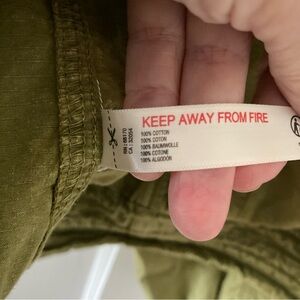 KEEP AWAY FROM FIRE
100% COTTON
100% COTON
100% BAUMWOLLE
100% COTONE
100% ALGODON